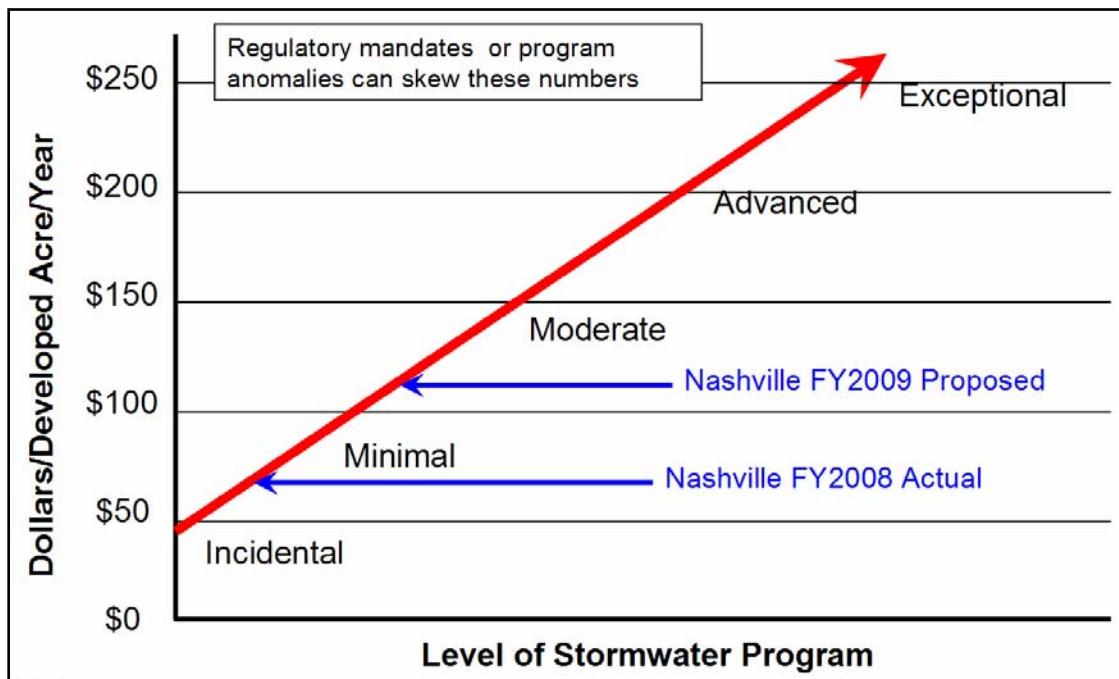 Regulatory mandates or program
anomalies can skew these numbers
$250
Exceptional
$200
Advanced
$150
Moderate
Nashville FY2009 Proposed
$100
Minimal
Nashville FY2008 Actual
$50
Incidental
$0
Dollars/Developed Acre/Year
Level of Stormwater Program